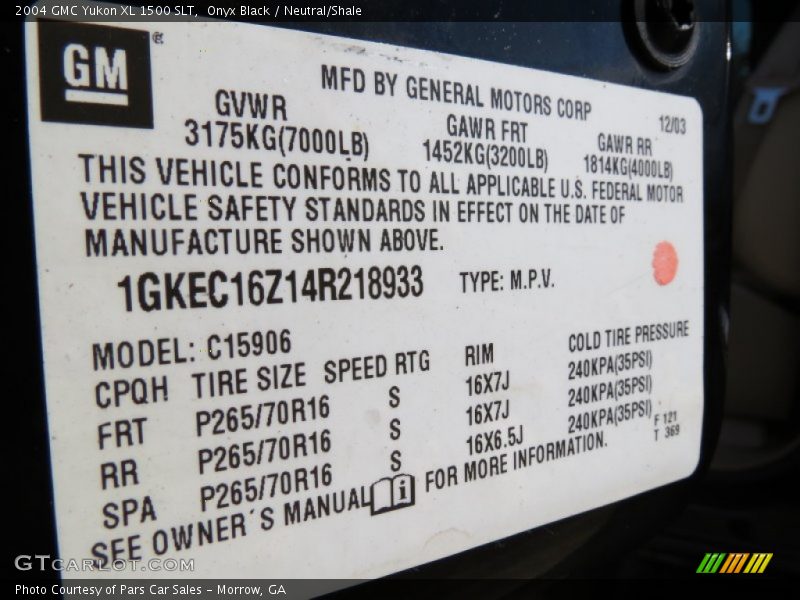 2004 GMC Yukon XL 1500 SLT,  Onyx Black / Neutral/Shale
GM ®
MFD BY GENERAL MOTORS CORP
12/03
GVWR GAWR FRT GAWR RR
3175KG(7000LB) 1452KG(3200LB) 1814KG(4000LB)
THIS VEHICLE CONFORMS TO ALL APPLICABLE U.S. FEDERAL MOTOR
VEHICLE SAFETY STANDARDS IN EFFECT ON THE DATE OF
MANUFACTURE SHOWN ABOVE.
1GKEC16Z14R218933 TYPE: M.P.V.
MODEL: C15906
CPQH TIRE SIZE SPEED RTG RIM COLD TIRE PRESSURE
FRT P265/70R16 S 16X7J 240KPA(35PSI)
RR P265/70R16 S 16X7J 240KPA(35PSI)
SPA P265/70R16 S 16X6.5J 240KPA(35PSI)
F 121
T 369
SEE OWNER'S MANUAL i FOR MORE INFORMATION.
GTcarlot.com
Photo Courtesy of Pars Car Sales - Morrow, GA